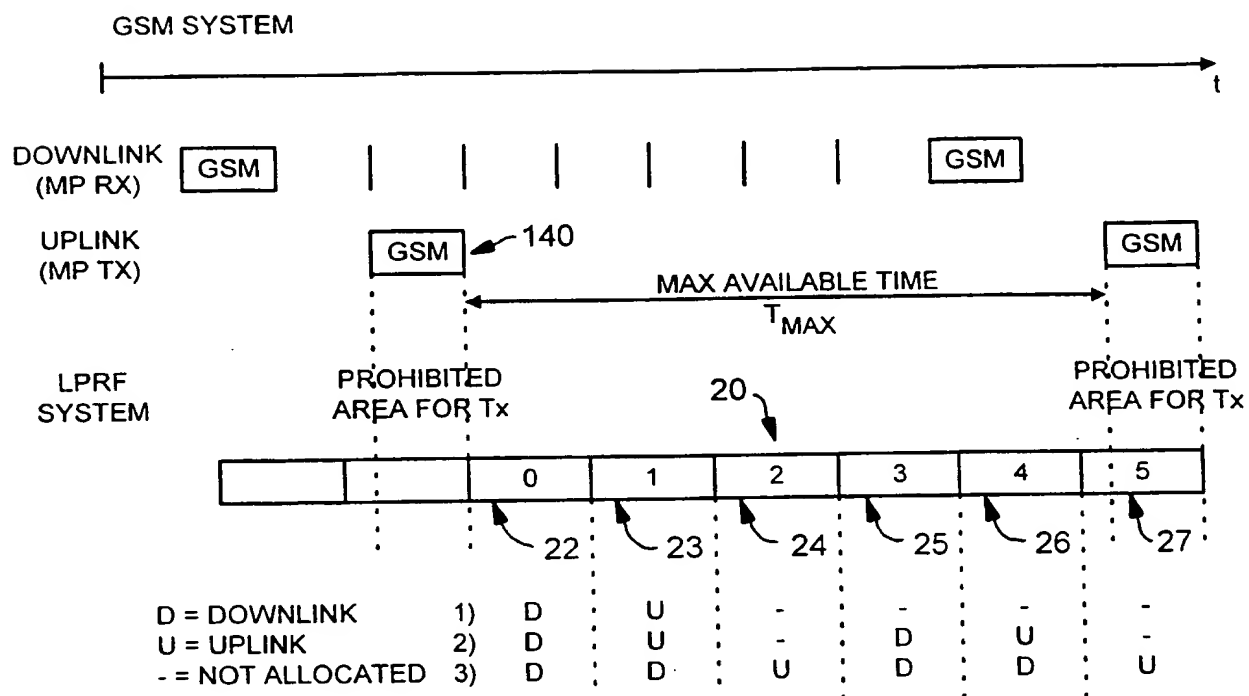 GSM SYSTEM
t
DOWNLINK
(MP RX)
GSM
GSM
UPLINK
(MP TX)
GSM
140
GSM
MAX AVAILABLE TIME
TMAX
LPRF
SYSTEM
PROHIBITED
AREA FOR Tx
20
PROHIBITED
AREA FOR Tx
0 1 2 3 4 5
22 23 24 25 26 27
D = DOWNLINK 1) D U - - - -
U = UPLINK 2) D U - D U -
- = NOT ALLOCATED 3) D D U D D U